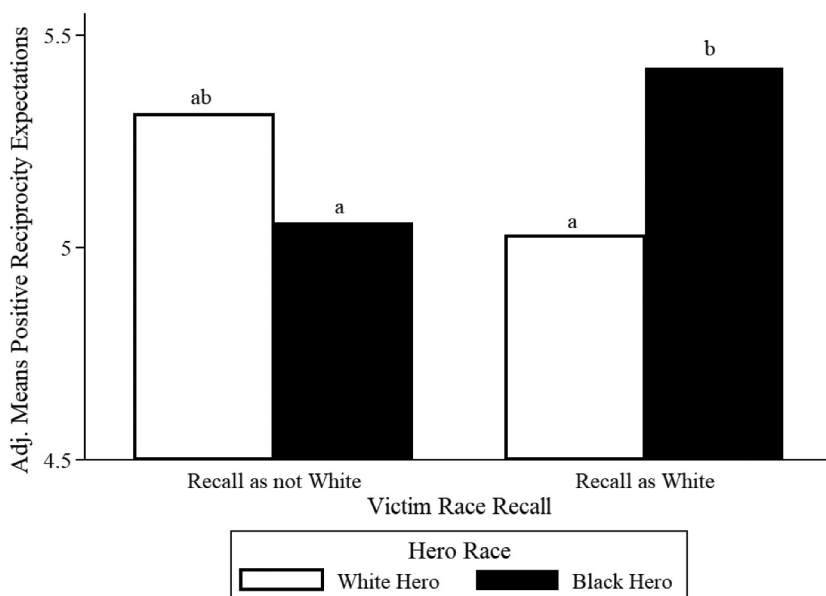 Adj. Means Positive Reciprocity Expectations
5.5
5
4.5
ab
a
a
b
Recall as not White
Recall as White
Victim Race Recall
Hero Race
White Hero
Black Hero